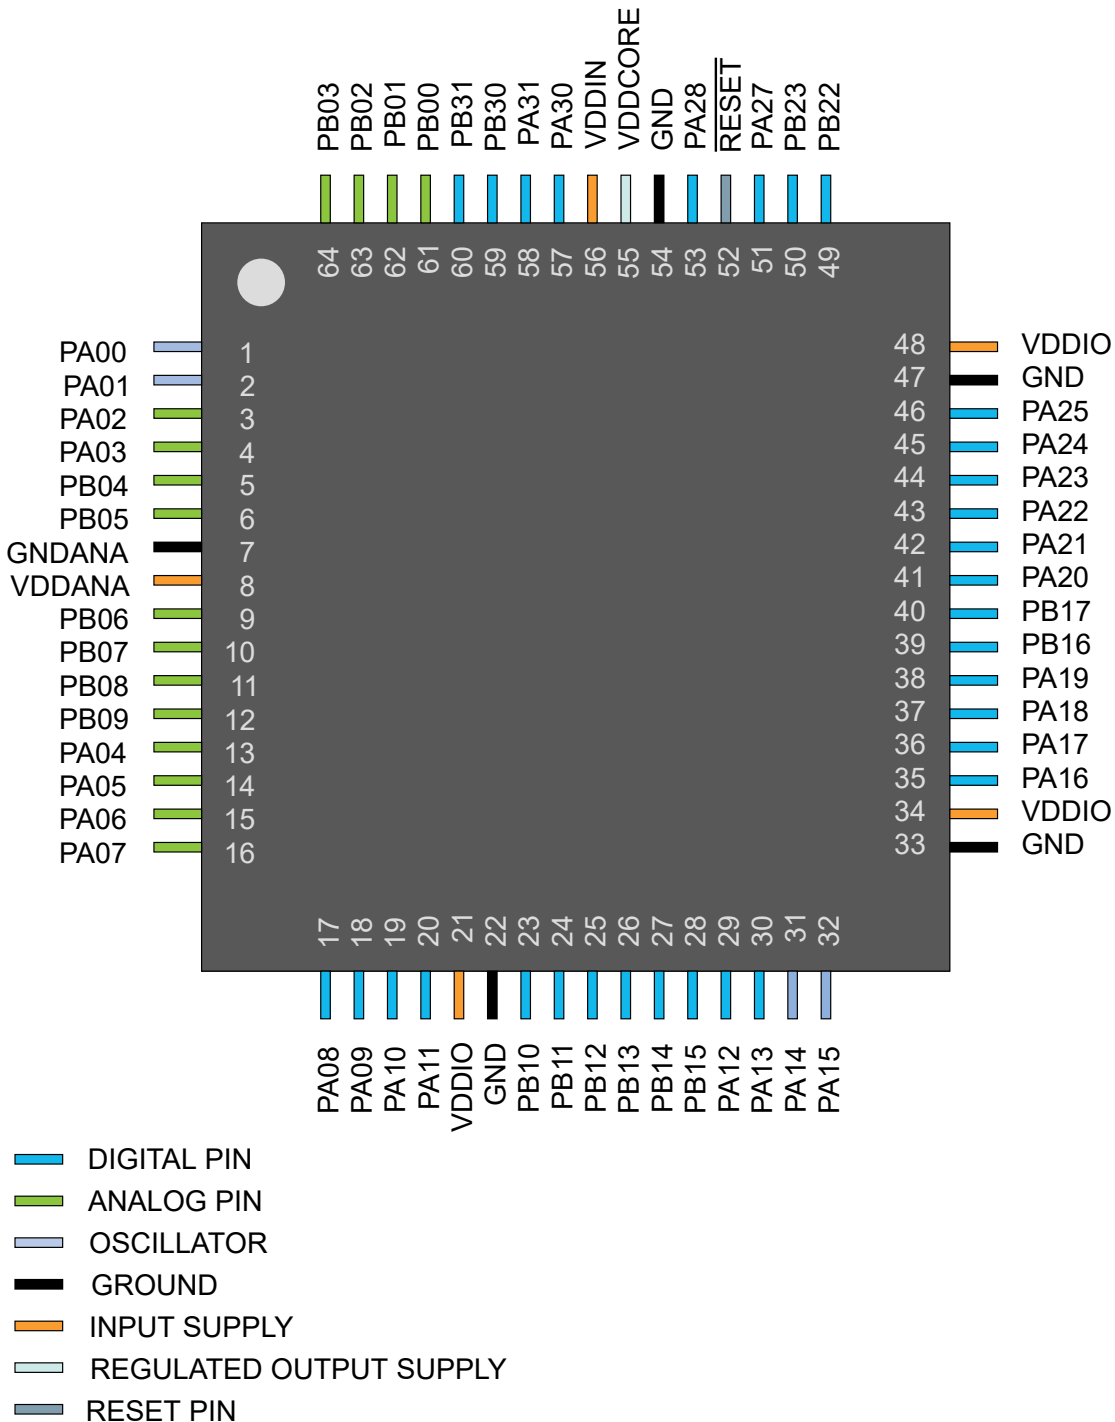 PB03
PB02
PB01
PB00
PB31
PB30
PA31
PA30
VDDIN
VDDCORE
GND
PA28
RESET
PA27
PB23
PB22
64
63
62
61
60
59
58
57
56
55
54
53
52
51
50
49
PA00 1
PA01 2
PA02 3
PA03 4
PB04 5
PB05 6
GNDANA 7
VDDANA 8
PB06 9
PB07 10
PB08 11
PB09 12
PA04 13
PA05 14
PA06 15
PA07 16
48 VDDIO
47 GND
46 PA25
45 PA24
44 PA23
43 PA22
42 PA21
41 PA20
40 PB17
39 PB16
38 PA19
37 PA18
36 PA17
35 PA16
34 VDDIO
33 GND
17
18
19
20
21
22
23
24
25
26
27
28
29
30
31
32
PA08
PA09
PA10
PA11
VDDIO
GND
PB10
PB11
PB12
PB13
PB14
PB15
PA12
PA13
PA14
PA15
DIGITAL PIN
ANALOG PIN
OSCILLATOR
GROUND
INPUT SUPPLY
REGULATED OUTPUT SUPPLY
RESET PIN